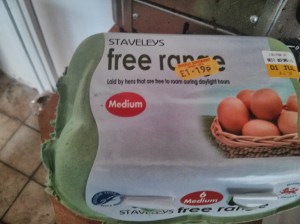 STAVELEYS
free range
£1·19
Laid by hens that are free to roam during daylight hours
Medium
6
Medium
STAVELEYS
free range